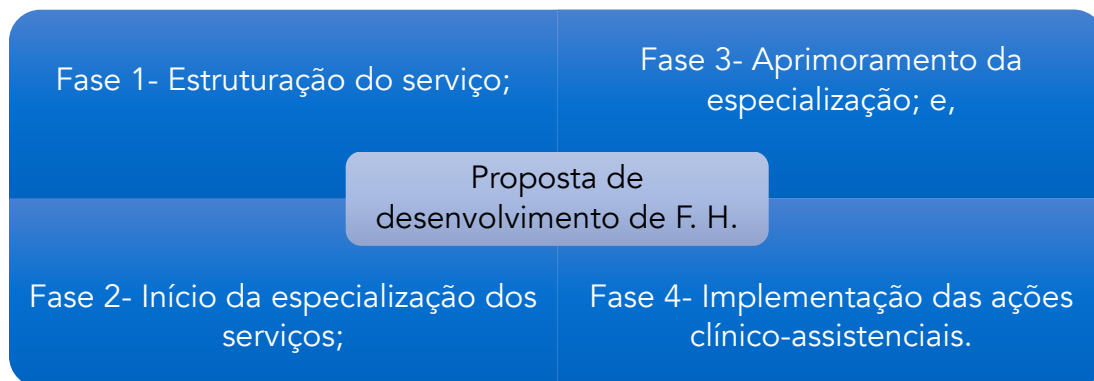 Fase 1- Estruturação do serviço;
Fase 3- Aprimoramento da
especialização; e,
Proposta de
desenvolvimento de F. H.
Fase 2- Início da especialização dos
serviços;
Fase 4- Implementação das ações
clínico-assistenciais.